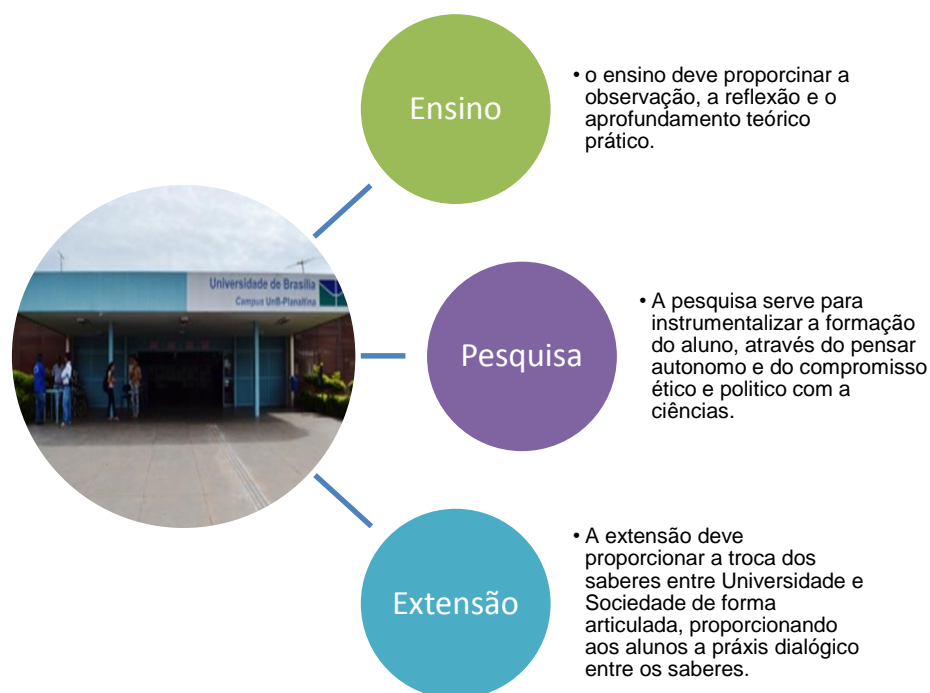 Ensino
• o ensino deve proporcinar a
observação, a reflexão e o
aprofundamento teórico
prático.
Universidade de Brasília
Campus UnB-Planaltina
Pesquisa
• A pesquisa serve para
instrumentalizar a formação
do aluno, através do pensar
autonomo e do compromisso
ético e politico com a
ciências.
Extensão
• A extensão deve
proporcionar a troca dos
saberes entre Universidade e
Sociedade de forma
articulada, proporcionando
aos alunos a práxis dialógico
entre os saberes.